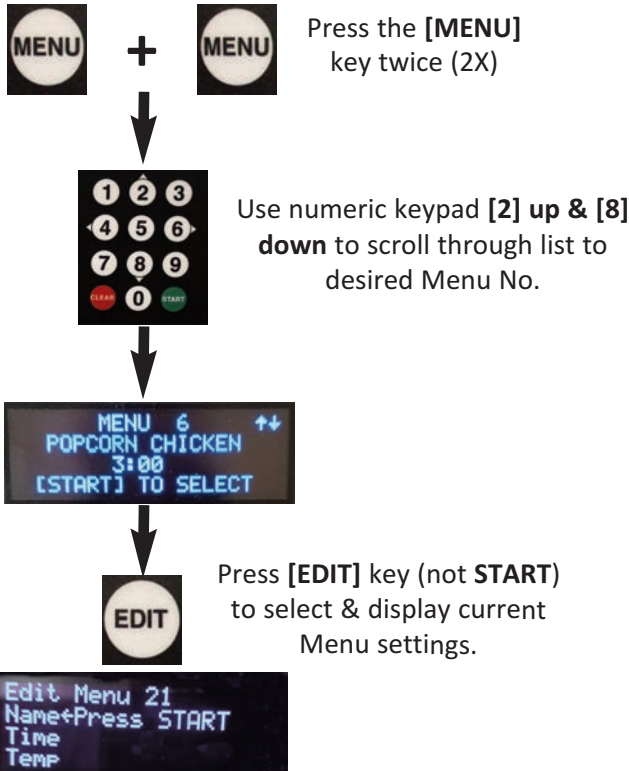 MENU + MENU
Press the [MENU]
key twice (2X)
1 2 3
4 5 6
7 8 9
CLEAR 0 START
Use numeric keypad [2] up & [8]
down to scroll through list to
desired Menu No.
MENU 6 ↑↓
POPCORN CHICKEN
3:00
[START] TO SELECT
EDIT
Press [EDIT] key (not START)
to select & display current
Menu settings.
Edit Menu 21
Name←Press START
Time
Temp